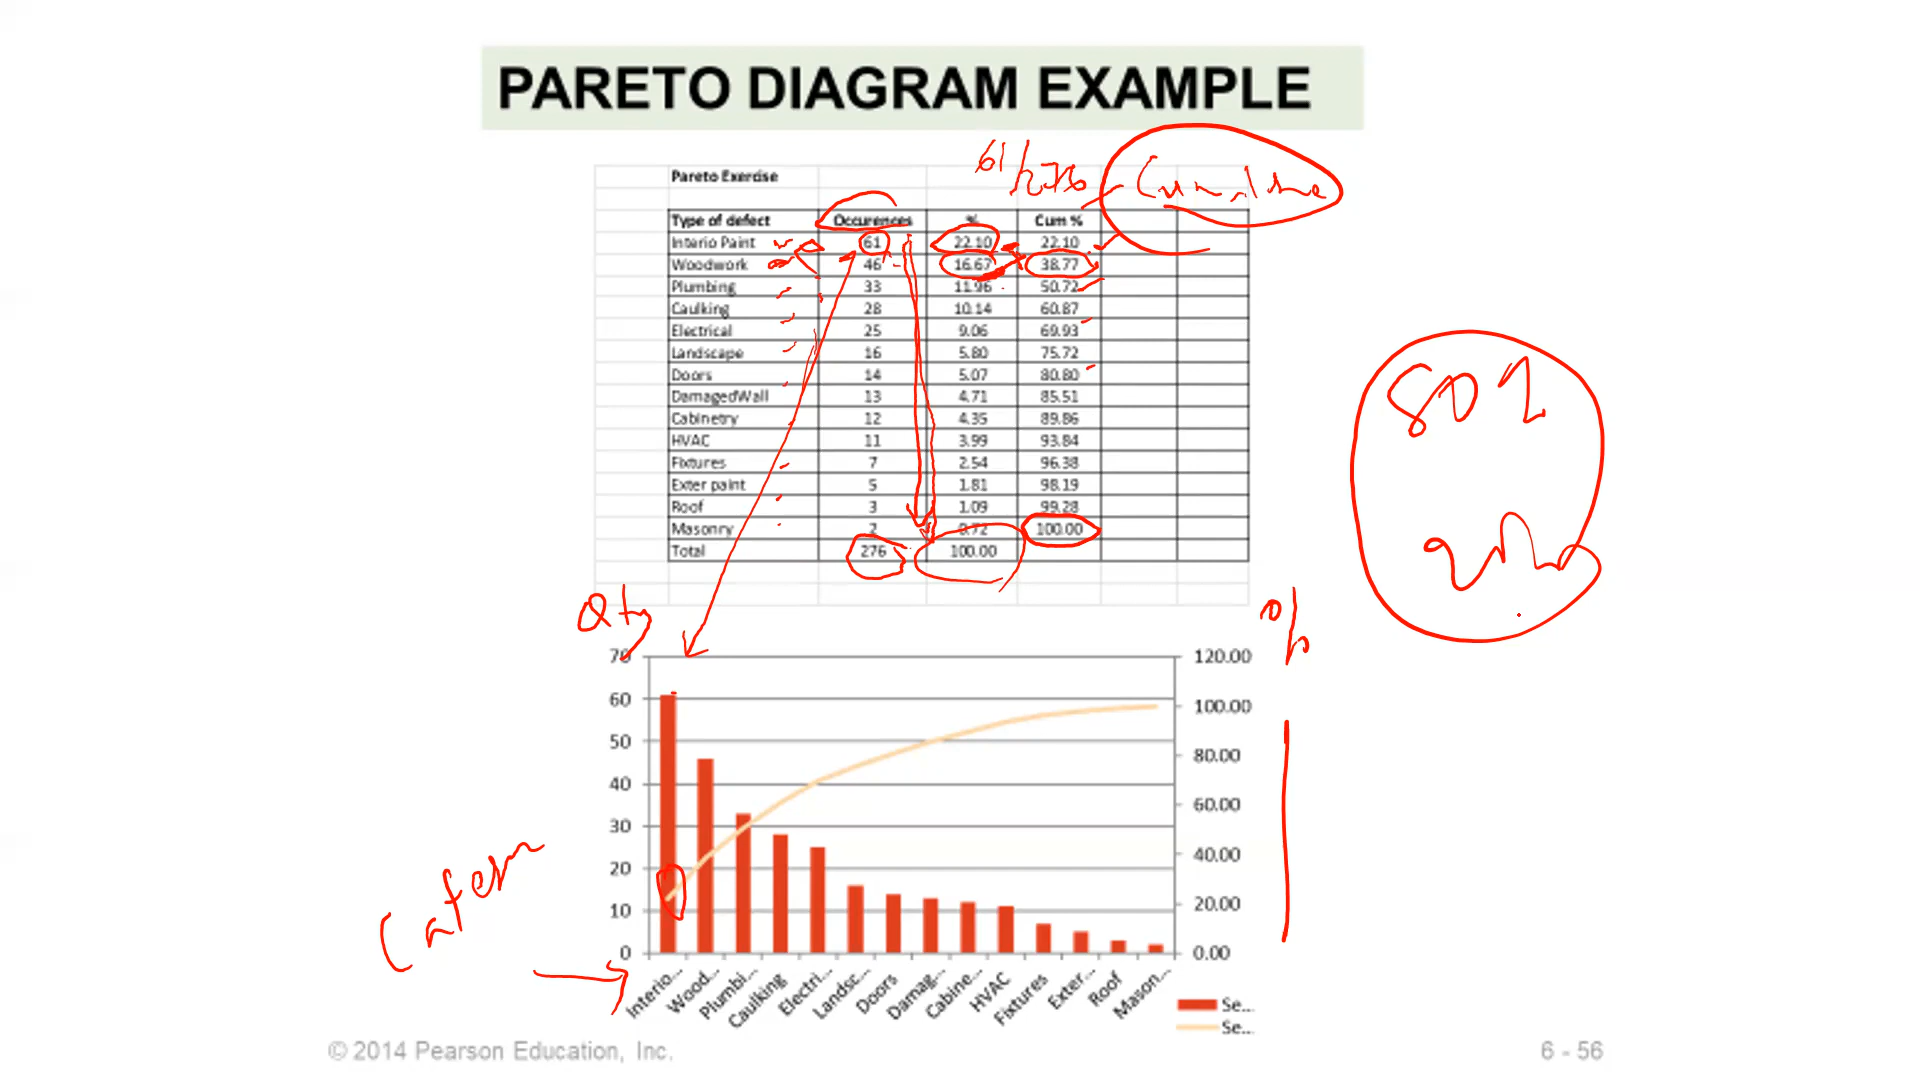 PARETO DIAGRAM EXAMPLE
61/276
Pareto Exercise
Type of defect Occurences % Cum %
Interio Paint 61 22.10 22.10
Woodwork 46 16.67 38.77
Plumbing 33 11.96 50.72
Caulking 28 10.14 60.87
Electrical 25 9.06 69.93
Landscape 16 5.80 75.72
Doors 14 5.07 80.80
DamagedWall 13 4.71 85.51
Cabinetry 12 4.35 89.86
HVAC 11 3.99 93.84
Fixtures 7 2.54 96.38
Exter paint 5 1.81 98.19
Roof 3 1.09 99.28
Masonry 2 0.72 100.00
Total 276 100.00
80%
Qty
%
70
60
50
40
30
20
10
0
120.00
100.00
80.00
60.00
40.00
20.00
0.00
Interio...
Wood...
Plumbi...
Caulking
Electri...
Landsc...
Doors
Damag...
Cabine...
HVAC
Fixtures
Exter...
Roof
Mason...
Se...
Se...
© 2014 Pearson Education, Inc.
6 - 56